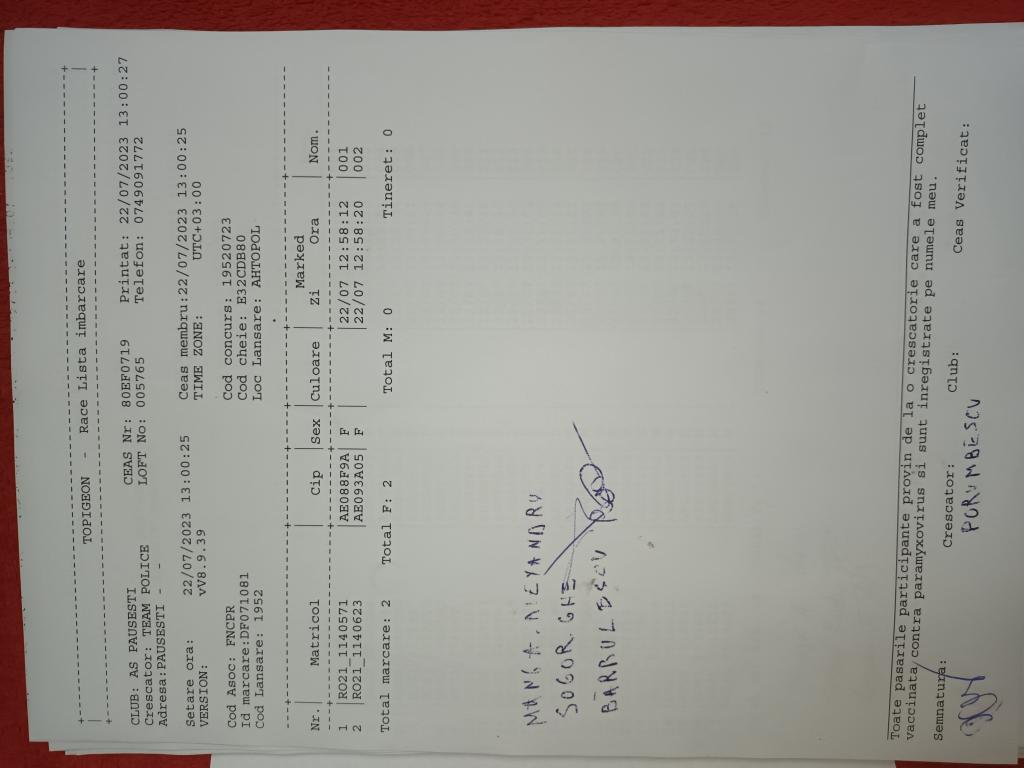 TOPIGEON - Race Lista imbarcare
CLUB: AS PAUSESTI CEAS Nr: 80EF0719 Printat: 22/07/2023 13:00:27
Crescator: TEAM POLICE LOFT No: 005765 Telefon: 0749091772
Adresa:PAUSESTI - -
Setare ora: 22/07/2023 13:00:25 Ceas membru:22/07/2023 13:00:25
VERSION: vV8.9.39 TIME ZONE: UTC+03:00
Cod Asoc: FNCPR Cod concurs: 19520723
Id marcare:DF071081 Cod cheie: E32CDB80
Cod Lansare: 1952 Loc Lansare: AHTOPOL
Marked
Nr. | Matricol | Cip | Sex | Culoare | Zi Ora | Nom.
1 |RO21_1140571 |AE088F9A| F | |22/07 12:58:12 |001
2 |RO21_1140623 |AE093A05| F | |22/07 12:58:20 |002
Total marcare: 2 Total F: 2 Total M: 0 Tineret: 0
MANGA. ALEXANDRU
SOGOR. GHE
BĂRBULESCU
Toate pasarile participante provin de la o crescatorie care a fost complet
vaccinata contra paramyxovirus si sunt inregistrate pe numele meu.
Semnatura: Crescator: Club: Ceas Verificat:
PORUMBESCU